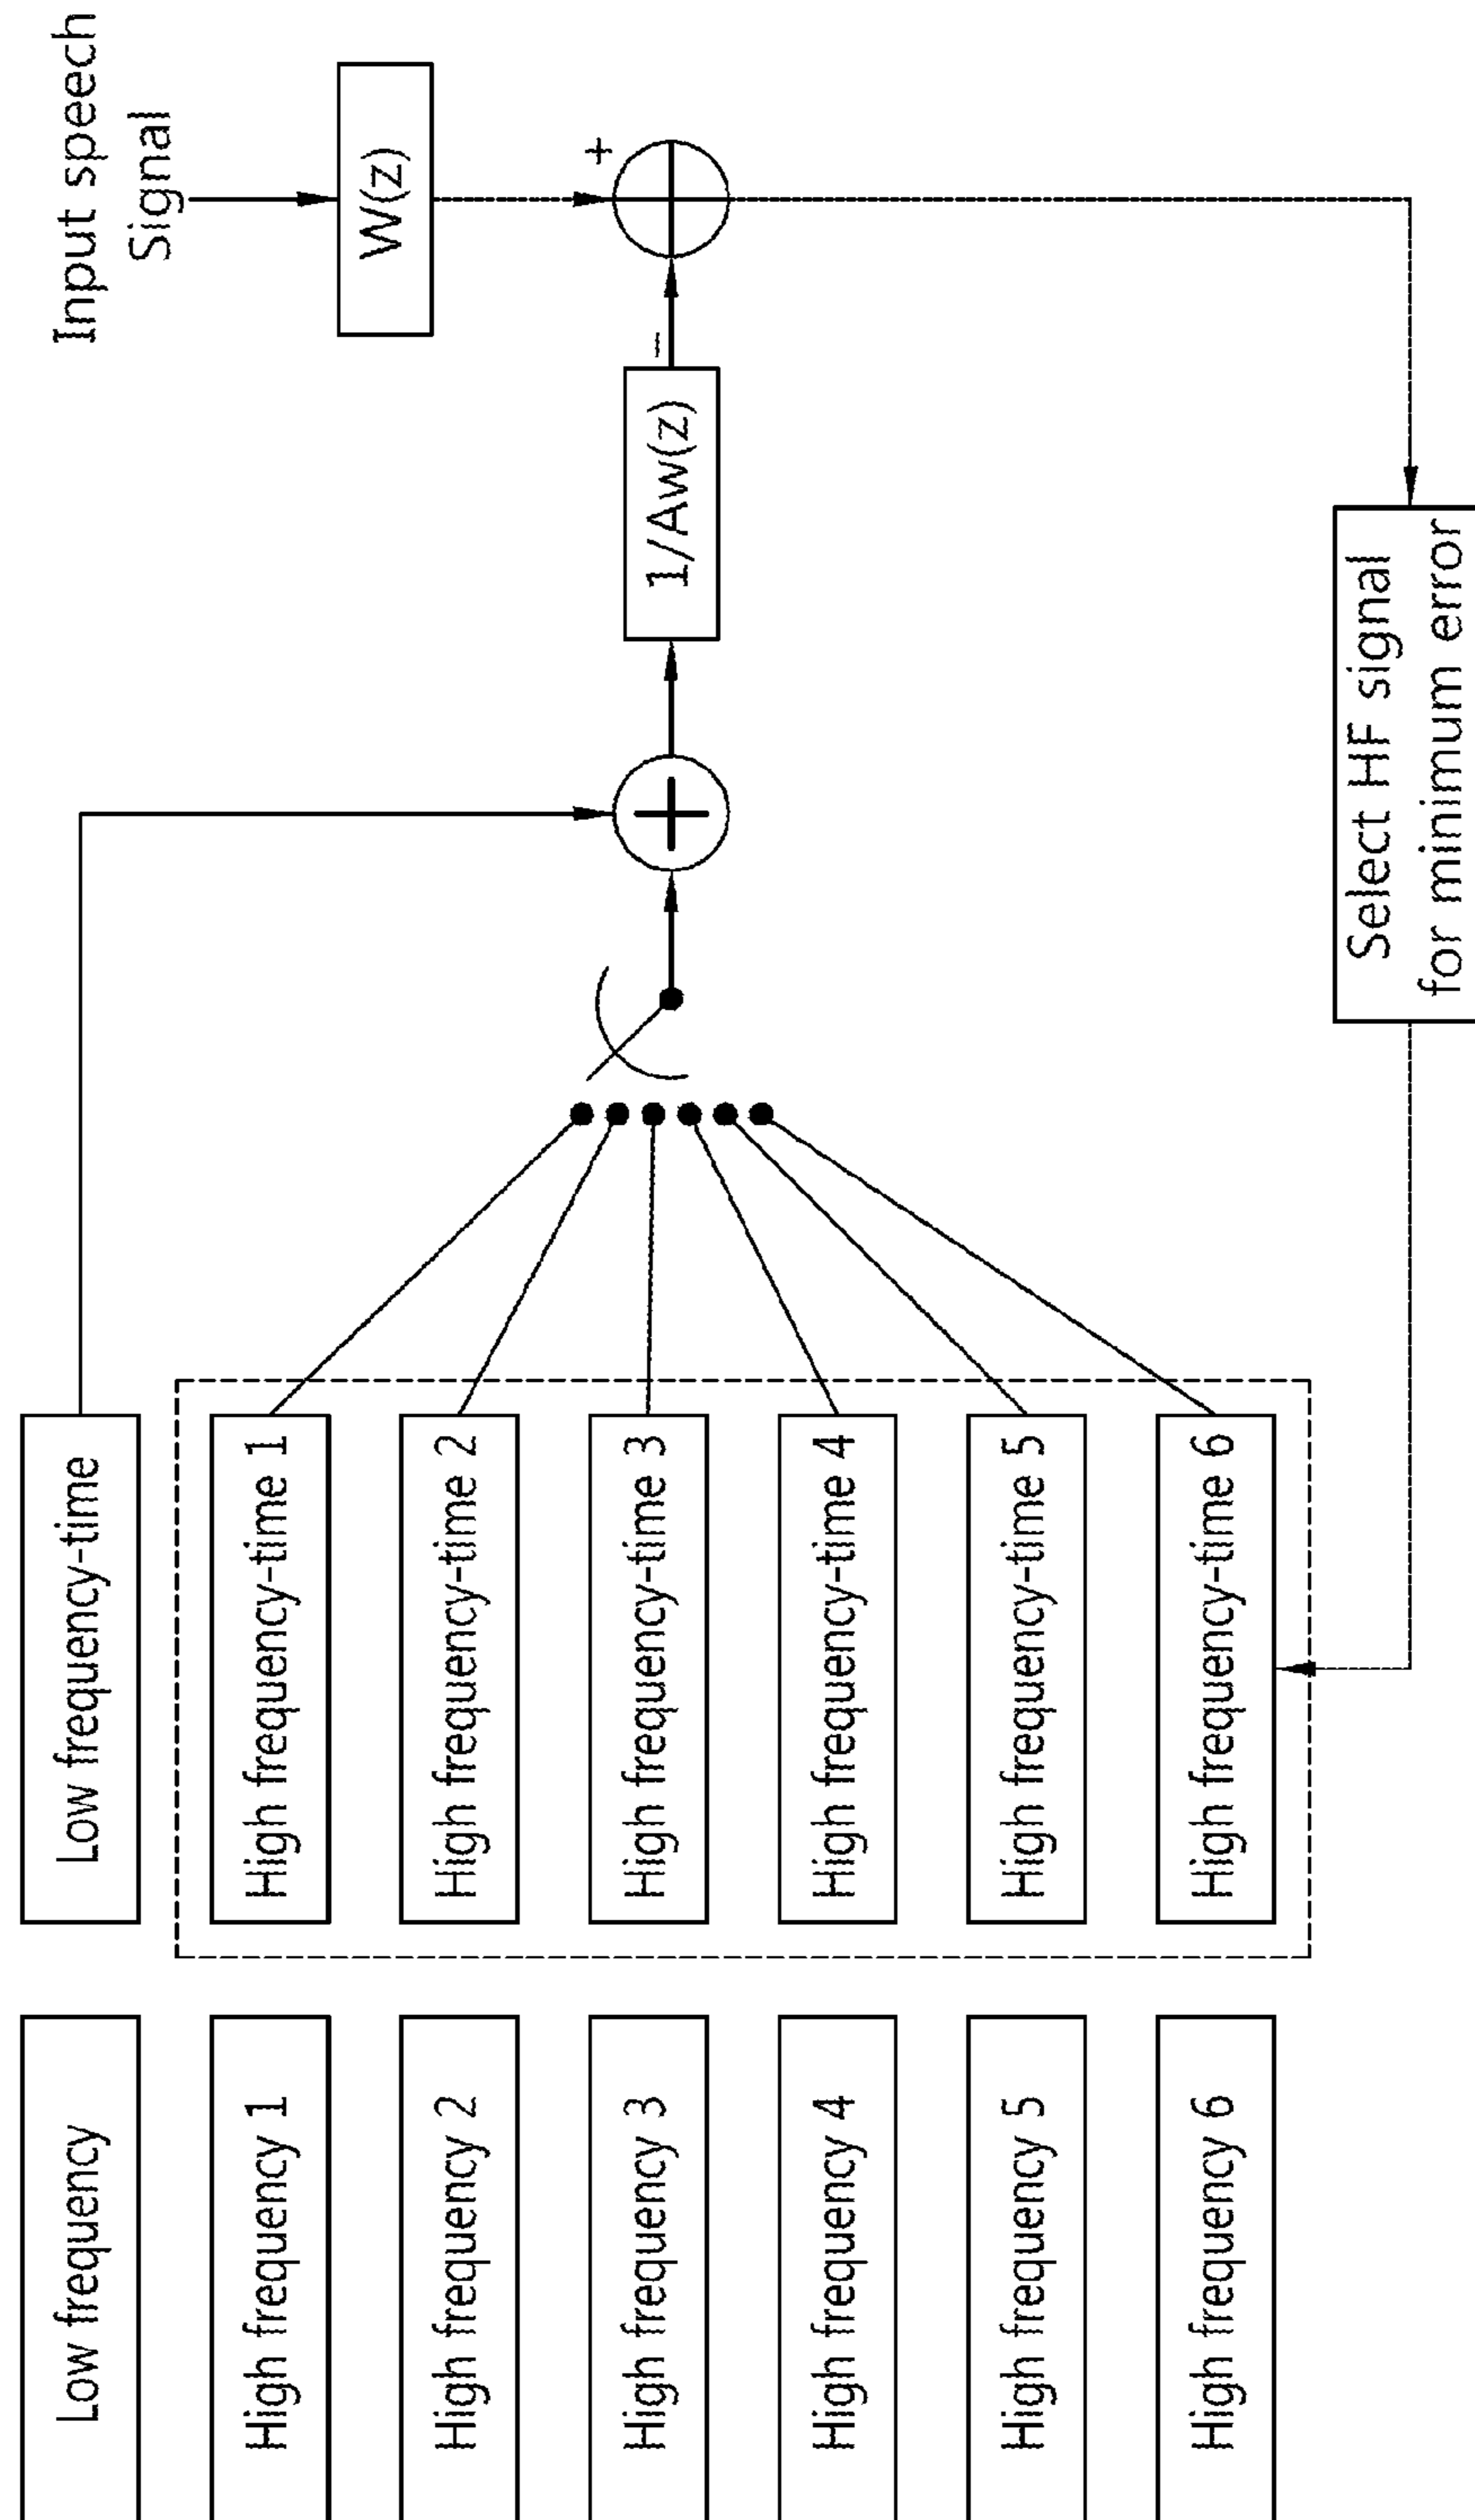 Low frequency
Low frequency-time
Input speech
Signal
High frequency 1
High frequency-time 1
W(z)
+
High frequency 2
High frequency-time 2
High frequency 3
High frequency-time 3
1/Aw(z)
−
High frequency 4
High frequency-time 4
High frequency 5
High frequency-time 5
High frequency 6
High frequency-time 6
Select HF signal
for minimum error